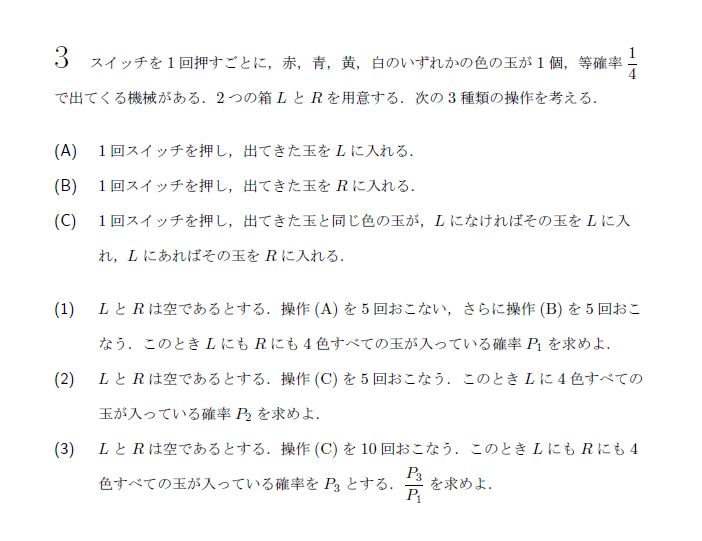 3 スイッチを1回押すごとに，赤，青，黄，白のいずれかの色の玉が1個，等確率 1/4
で出てくる機械がある．2つの箱 L と R を用意する．次の3種類の操作を考える．
(A) 1回スイッチを押し，出てきた玉を L に入れる．
(B) 1回スイッチを押し，出てきた玉を R に入れる．
(C) 1回スイッチを押し，出てきた玉と同じ色の玉が，L になければその玉を L に入
れ，L にあればその玉を R に入れる．
(1) L と R は空であるとする．操作 (A) を5回おこない，さらに操作 (B) を5回おこ
なう．このとき L にも R にも4色すべての玉が入っている確率 P₁ を求めよ．
(2) L と R は空であるとする．操作 (C) を5回おこなう．このとき L に4色すべての
玉が入っている確率 P₂ を求めよ．
(3) L と R は空であるとする．操作 (C) を10回おこなう．このとき L にも R にも4
色すべての玉が入っている確率を P₃ とする．P₃/P₁ を求めよ．